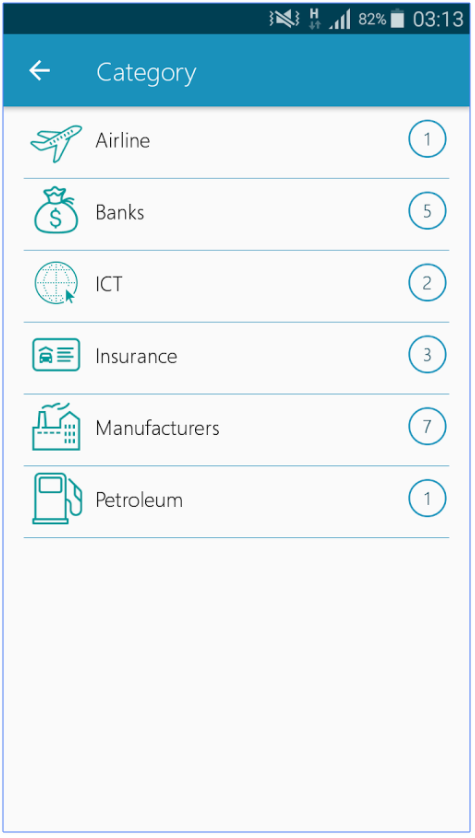 H 82% 03:13
Category
Airline 1
$ Banks 5
ICT 2
Insurance 3
Manufacturers 7
Petroleum 1